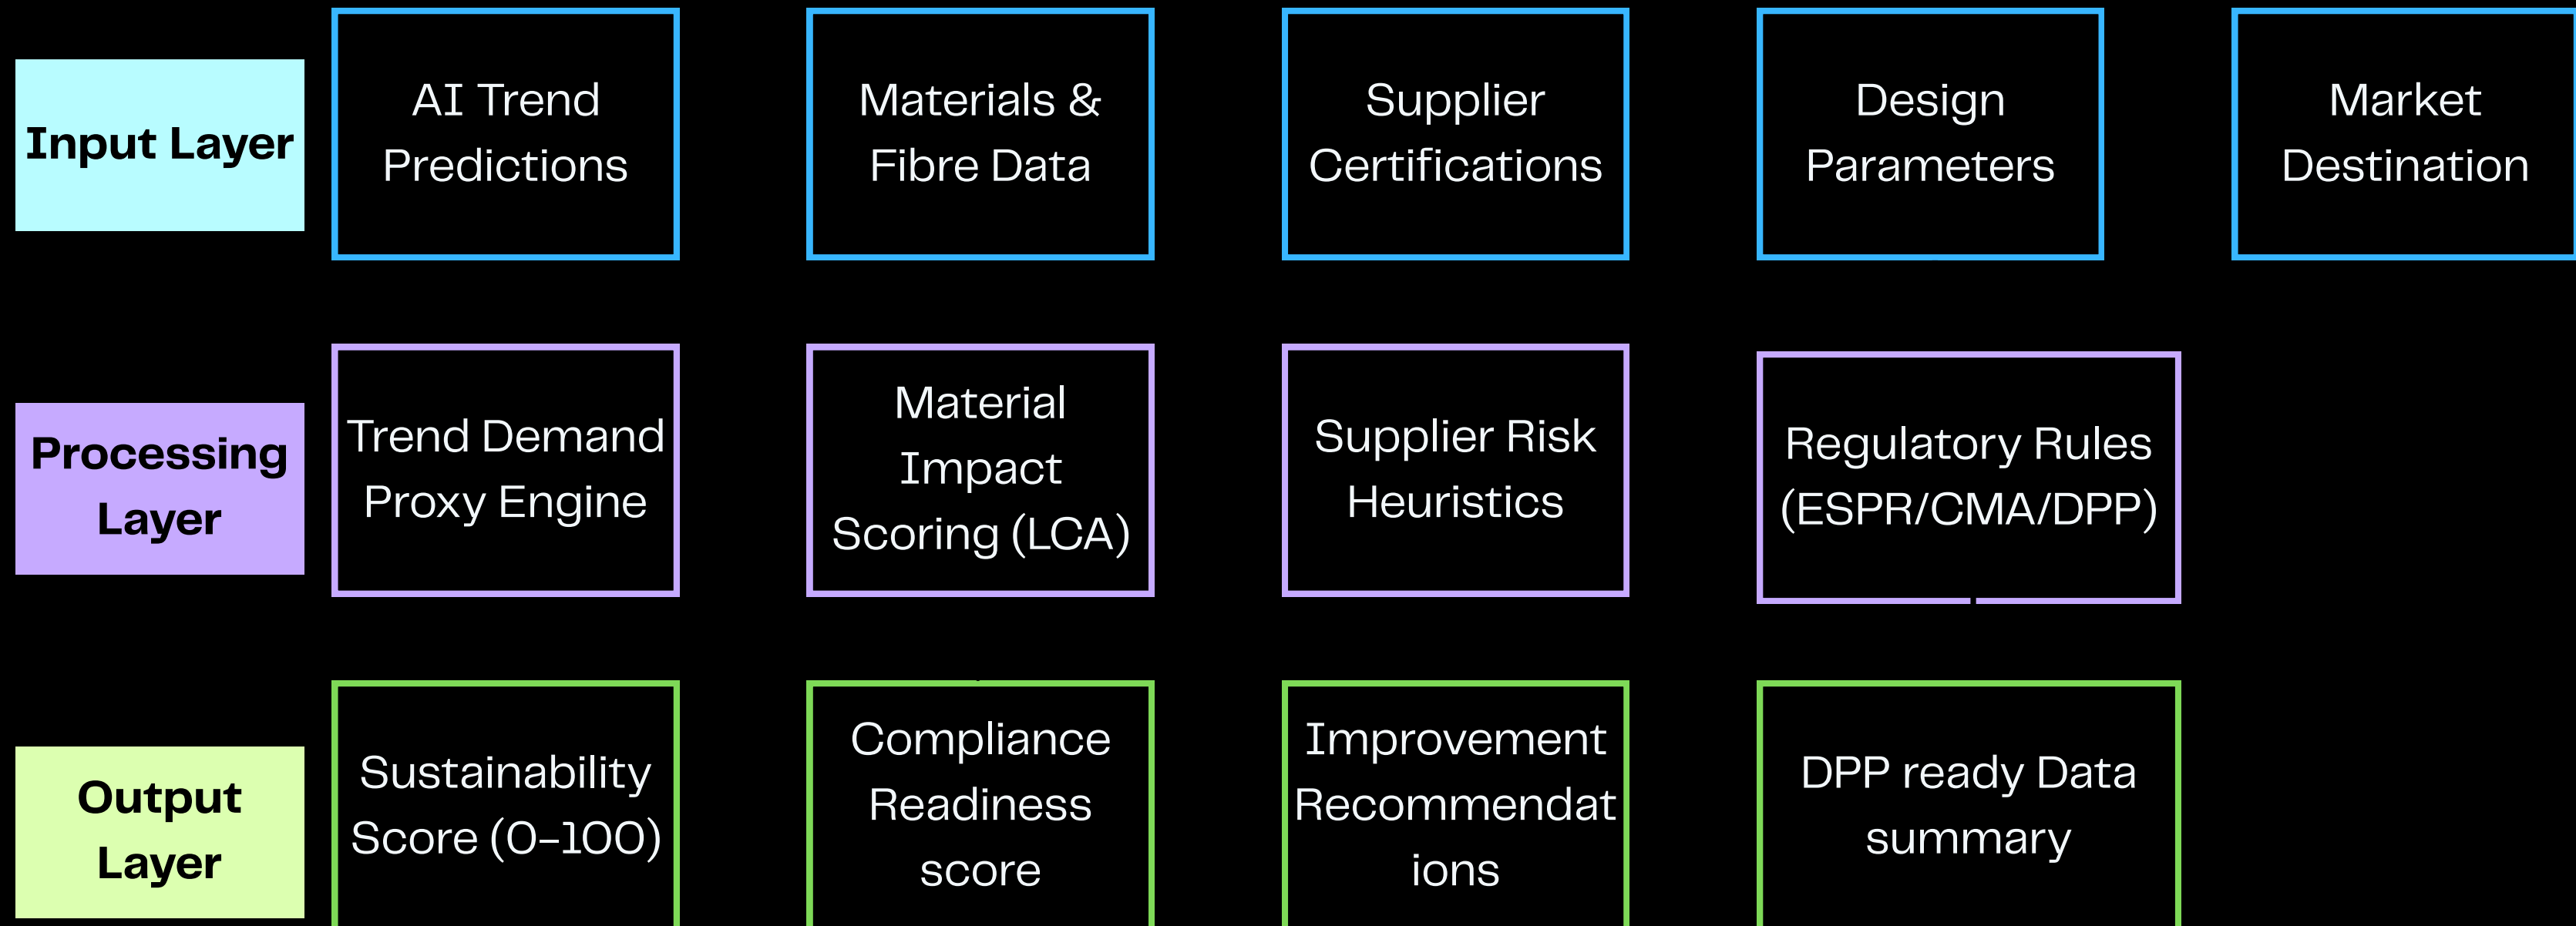 Input Layer
AI Trend
Predictions
Materials &
Fibre Data
Supplier
Certifications
Design
Parameters
Market
Destination
Processing
Layer
Trend Demand
Proxy Engine
Material
Impact
Scoring (LCA)
Supplier Risk
Heuristics
Regulatory Rules
(ESPR/CMA/DPP)
Output
Layer
Sustainability
Score (0-100)
Compliance
Readiness
score
Improvement
Recommendat
ions
DPP ready Data
summary